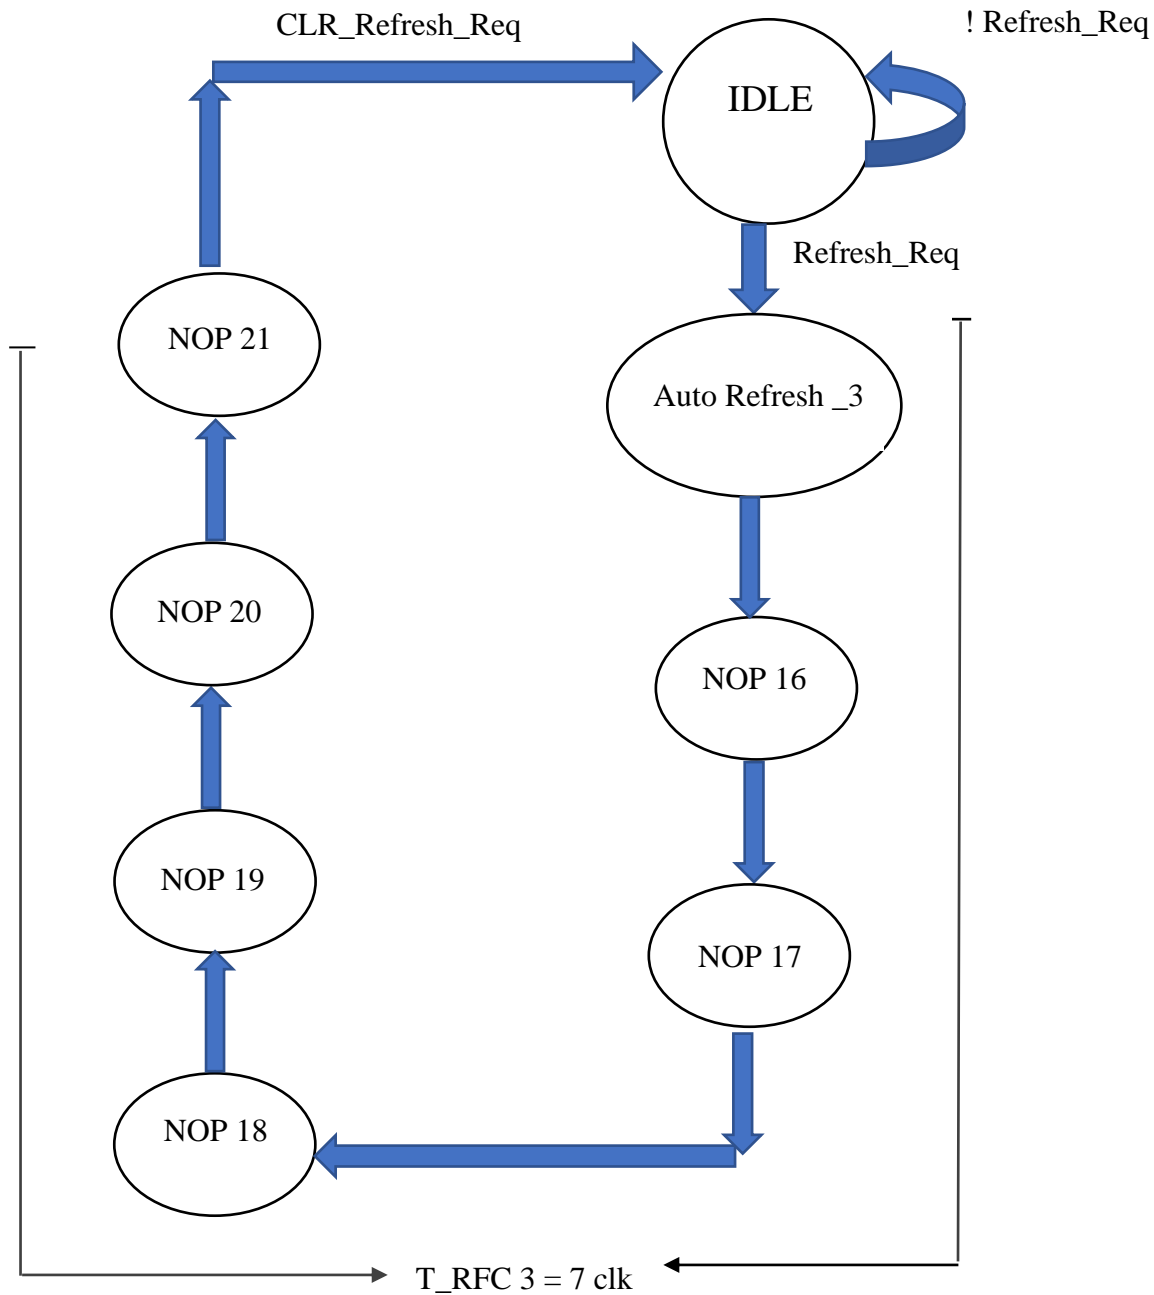 CLR_Refresh_Req
! Refresh_Req
IDLE
Refresh_Req
NOP 21
Auto Refresh _3
NOP 20
NOP 16
NOP 19
NOP 17
NOP 18
T_RFC 3 = 7 clk